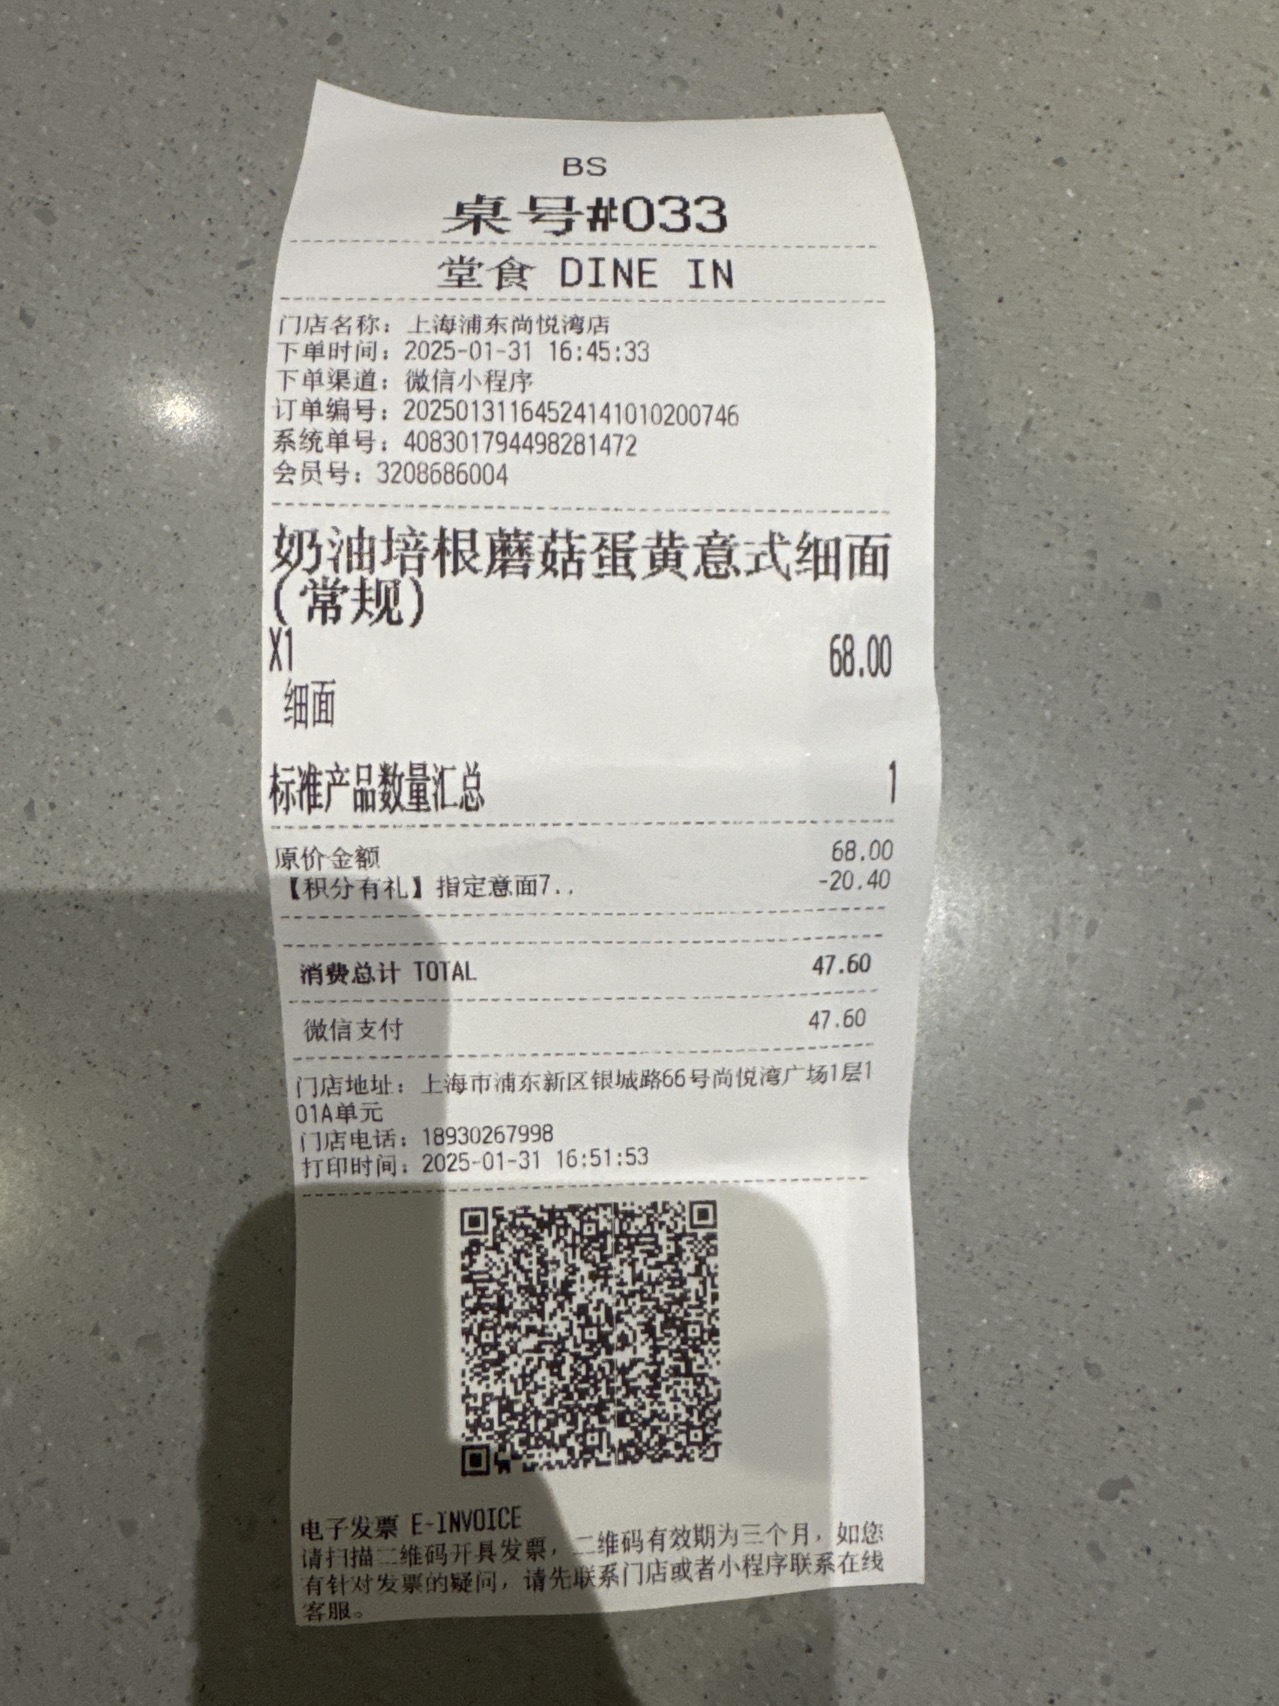 BS
桌号#033
堂食 DINE IN
门店名称：上海浦东尚悦湾店
下单时间：2025-01-31 16:45:33
下单渠道：微信小程序
订单编号：20250131164524141010200746
系统单号：408301794498281472
会员号：3208686004
奶油培根蘑菇蛋黄意式细面
(常规)
X1 68.00
细面
标准产品数量汇总 1
原价金额 68.00
【积分有礼】指定意面7.. -20.40
消费总计 TOTAL 47.60
微信支付 47.60
门店地址：上海市浦东新区银城路66号尚悦湾广场1层1
01A单元
门店电话：18930267998
打印时间：2025-01-31 16:51:53
电子发票 E-INVOICE
请扫描二维码开具发票，二维码有效期为三个月，如您
有针对发票的疑问，请先联系门店或者小程序联系在线
客服。